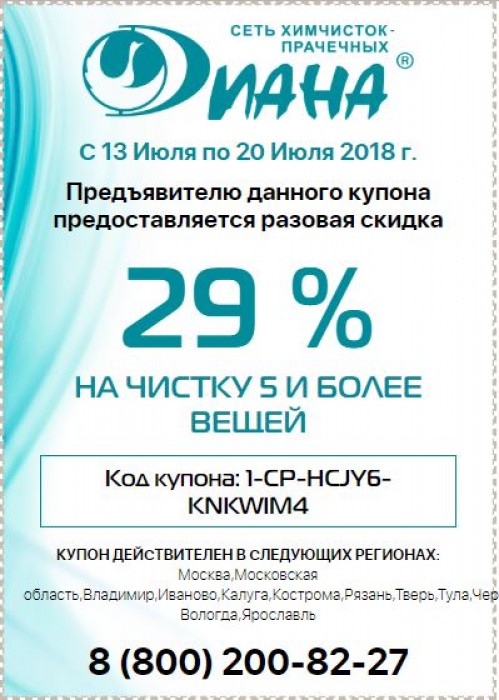 СЕТЬ ХИМЧИСТОК-
ПРАЧЕЧНЫХ
ДИАНА®
С 13 Июля по 20 Июля 2018 г.
Предъявителю данного купона
предоставляется разовая скидка
29 %
НА ЧИСТКУ 5 И БОЛЕЕ
ВЕЩЕЙ
Код купона: 1-CP-HCJY6-
KNKWIM4
КУПОН ДЕЙСТВИТЕЛЕН В СЛЕДУЮЩИХ РЕГИОНАХ:
Москва,Московская
область,Владимир,Иваново,Калуга,Кострома,Рязань,Тверь,Тула,Чер
Вологда,Ярославль
8 (800) 200-82-27